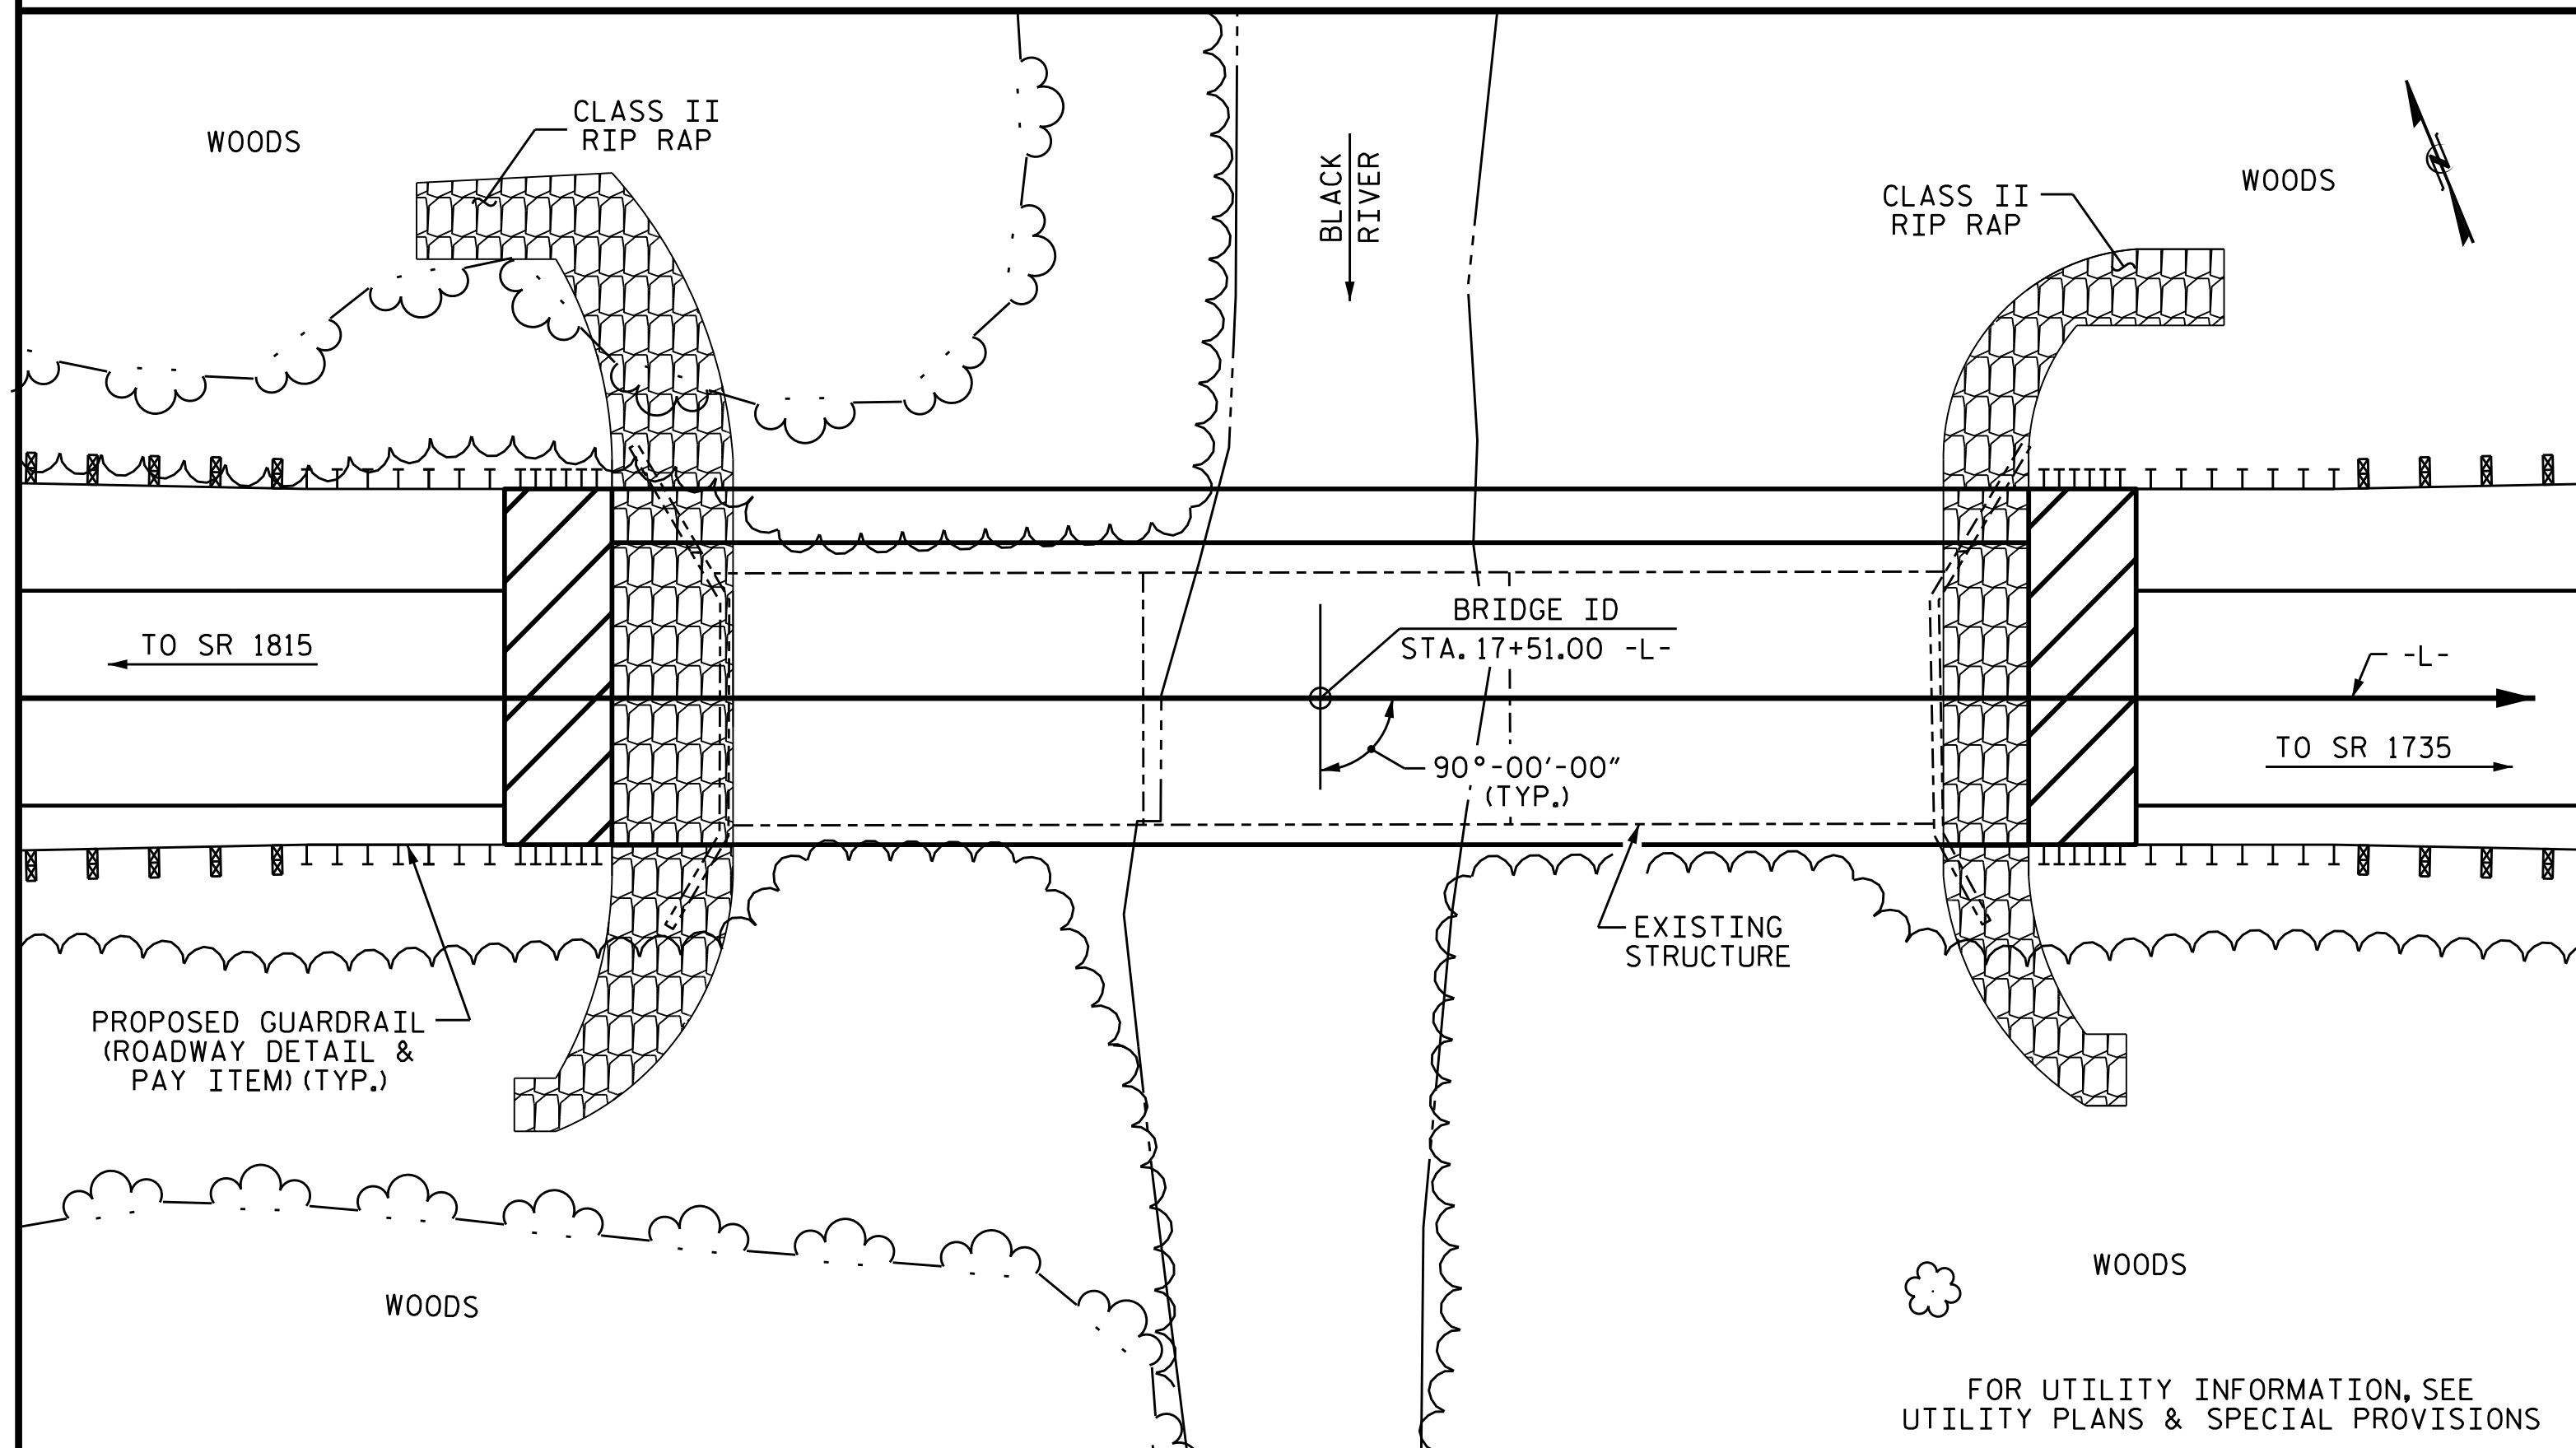 CLASS II
RIP RAP
WOODS
BLACK
RIVER
CLASS II
RIP RAP
WOODS
N
BRIDGE ID
STA. 17+51.00 -L-
TO SR 1815
-L-
TO SR 1735
90°-00'-00"
(TYP.)
EXISTING
STRUCTURE
PROPOSED GUARDRAIL
(ROADWAY DETAIL &
PAY ITEM) (TYP.)
WOODS
WOODS
FOR UTILITY INFORMATION, SEE
UTILITY PLANS & SPECIAL PROVISIONS